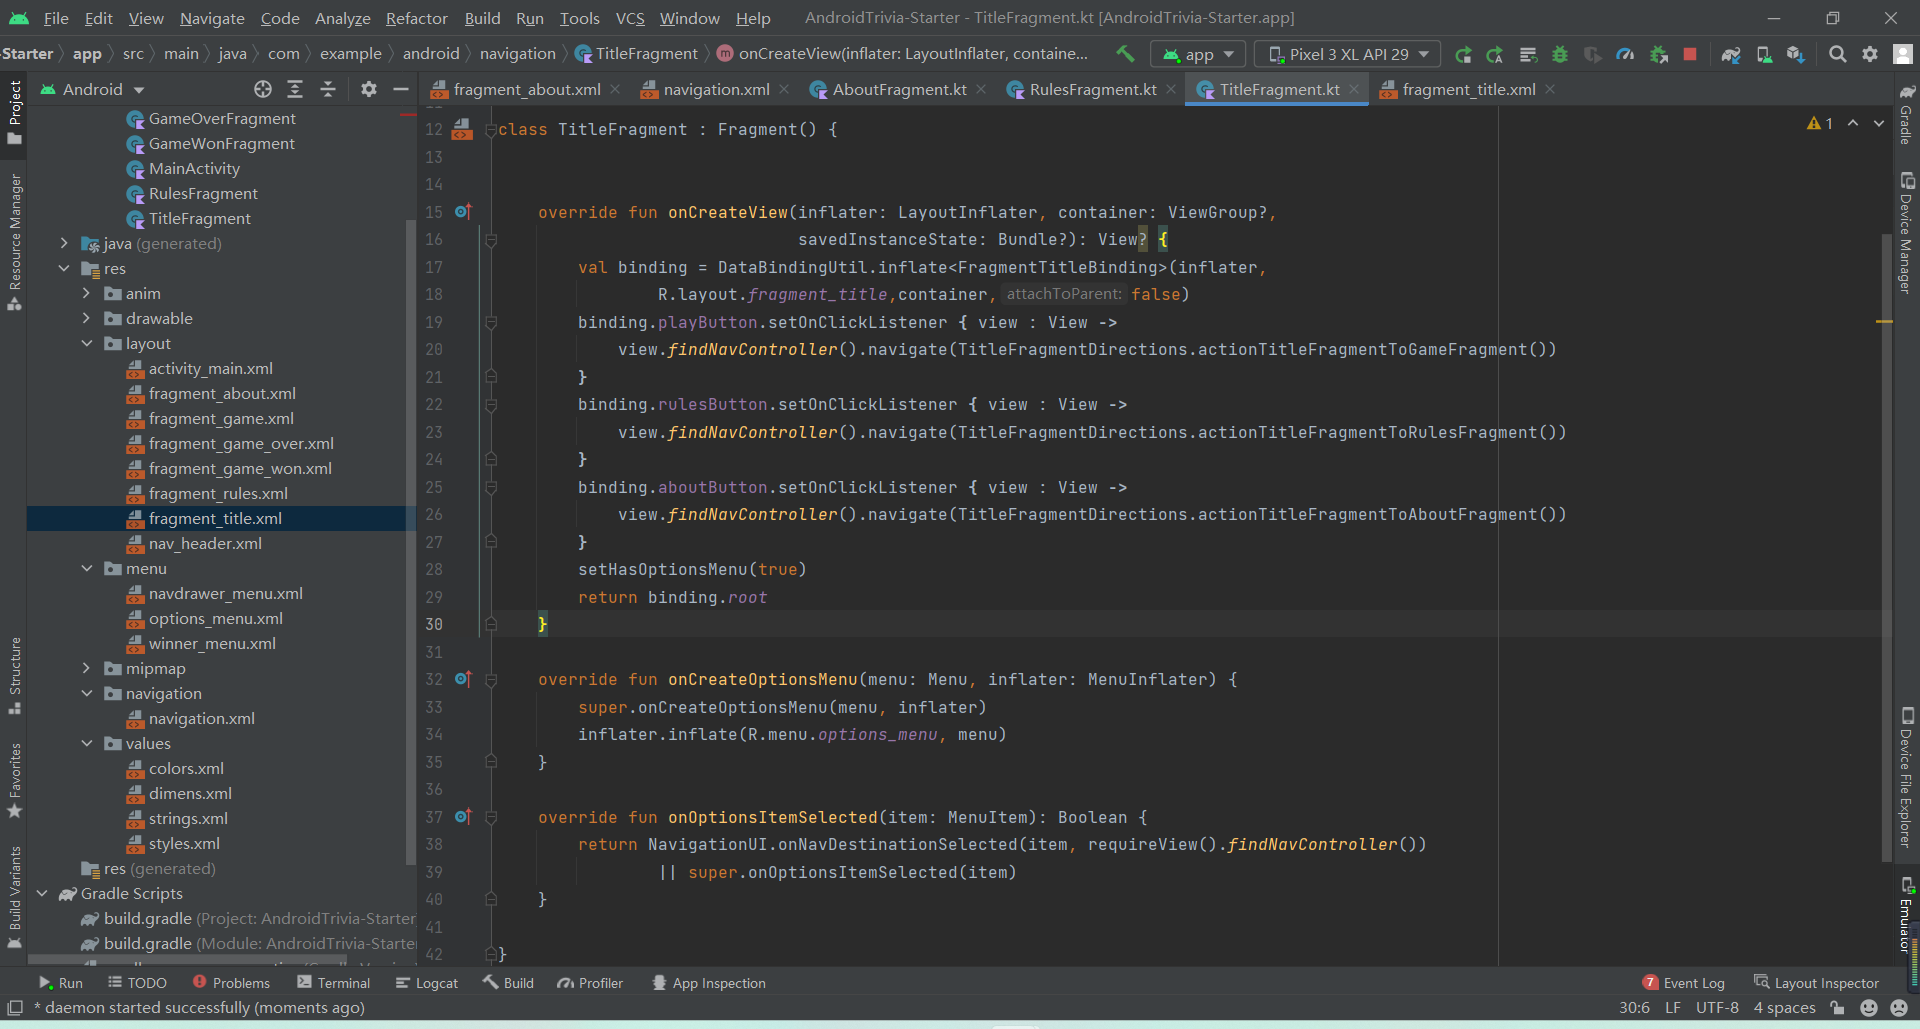 File Edit View Navigate Code Analyze Refactor Build Run Tools VCS Window Help AndroidTrivia-Starter - TitleFragment.kt [AndroidTrivia-Starter.app]
-Starter app src main java com example android navigation TitleFragment m onCreateView(inflater: LayoutInflater, containe... app Pixel 3 XL API 29
Android
fragment_about.xml navigation.xml AboutFragment.kt RulesFragment.kt TitleFragment.kt fragment_title.xml
Project
Resource Manager
Structure
Favorites
Build Variants
GameOverFragment
GameWonFragment
MainActivity
RulesFragment
TitleFragment
java (generated)
res
anim
drawable
layout
activity_main.xml
fragment_about.xml
fragment_game.xml
fragment_game_over.xml
fragment_game_won.xml
fragment_rules.xml
fragment_title.xml
nav_header.xml
menu
navdrawer_menu.xml
options_menu.xml
winner_menu.xml
mipmap
navigation
navigation.xml
values
colors.xml
dimens.xml
strings.xml
styles.xml
res (generated)
Gradle Scripts
build.gradle (Project: AndroidTrivia-Starter
build.gradle (Module: AndroidTrivia-Starter
12 class TitleFragment : Fragment() {
13
14
15 override fun onCreateView(inflater: LayoutInflater, container: ViewGroup?,
16 savedInstanceState: Bundle?): View? {
17 val binding = DataBindingUtil.inflate<FragmentTitleBinding>(inflater,
18 R.layout.fragment_title,container, attachToParent: false)
19 binding.playButton.setOnClickListener { view : View ->
20 view.findNavController().navigate(TitleFragmentDirections.actionTitleFragmentToGameFragment())
21 }
22 binding.rulesButton.setOnClickListener { view : View ->
23 view.findNavController().navigate(TitleFragmentDirections.actionTitleFragmentToRulesFragment())
24 }
25 binding.aboutButton.setOnClickListener { view : View ->
26 view.findNavController().navigate(TitleFragmentDirections.actionTitleFragmentToAboutFragment())
27 }
28 setHasOptionsMenu(true)
29 return binding.root
30 }
31
32 override fun onCreateOptionsMenu(menu: Menu, inflater: MenuInflater) {
33 super.onCreateOptionsMenu(menu, inflater)
34 inflater.inflate(R.menu.options_menu, menu)
35 }
36
37 override fun onOptionsItemSelected(item: MenuItem): Boolean {
38 return NavigationUI.onNavDestinationSelected(item, requireView().findNavController())
39 || super.onOptionsItemSelected(item)
40 }
41
42 }
1
Gradle
Device Manager
Device File Explorer
Emulator
Run TODO Problems Terminal Logcat Build Profiler App Inspection 7 Event Log Layout Inspector
* daemon started successfully (moments ago) 30:6 LF UTF-8 4 spaces